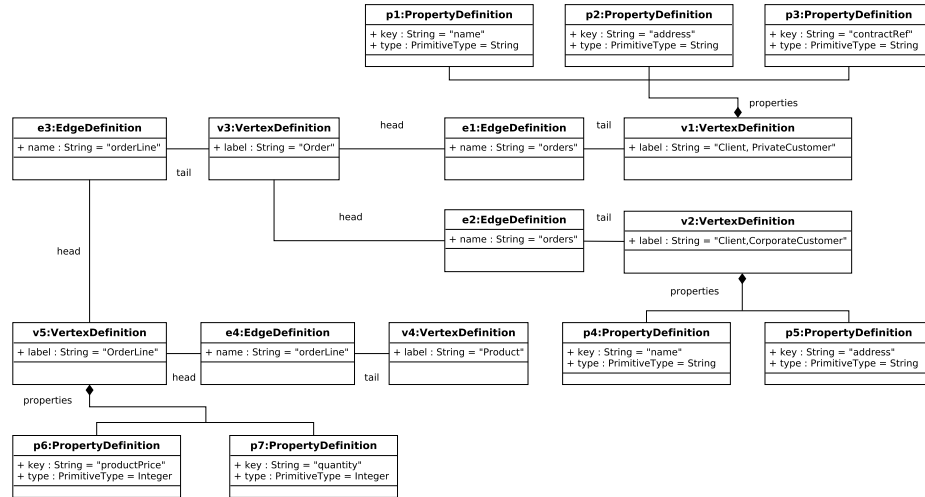 p1:PropertyDefinition
+ key : String = "name"
+ type : PrimitiveType = String
p2:PropertyDefinition
+ key : String = "address"
+ type : PrimitiveType = String
p3:PropertyDefinition
+ key : String = "contractRef"
+ type : PrimitiveType = String
properties
e3:EdgeDefinition
+ name : String = "orderLine"
tail
v3:VertexDefinition
+ label : String = "Order"
head
e1:EdgeDefinition
+ name : String = "orders"
tail
v1:VertexDefinition
+ label : String = "Client, PrivateCustomer"
head
e2:EdgeDefinition
+ name : String = "orders"
tail
v2:VertexDefinition
+ label : String = "Client,CorporateCustomer"
head
properties
v5:VertexDefinition
+ label : String = "OrderLine"
head
e4:EdgeDefinition
+ name : String = "orderLine"
tail
v4:VertexDefinition
+ label : String = "Product"
p4:PropertyDefinition
+ key : String = "name"
+ type : PrimitiveType = String
p5:PropertyDefinition
+ key : String = "address"
+ type : PrimitiveType = String
properties
p6:PropertyDefinition
+ key : String = "productPrice"
+ type : PrimitiveType = Integer
p7:PropertyDefinition
+ key : String = "quantity"
+ type : PrimitiveType = Integer